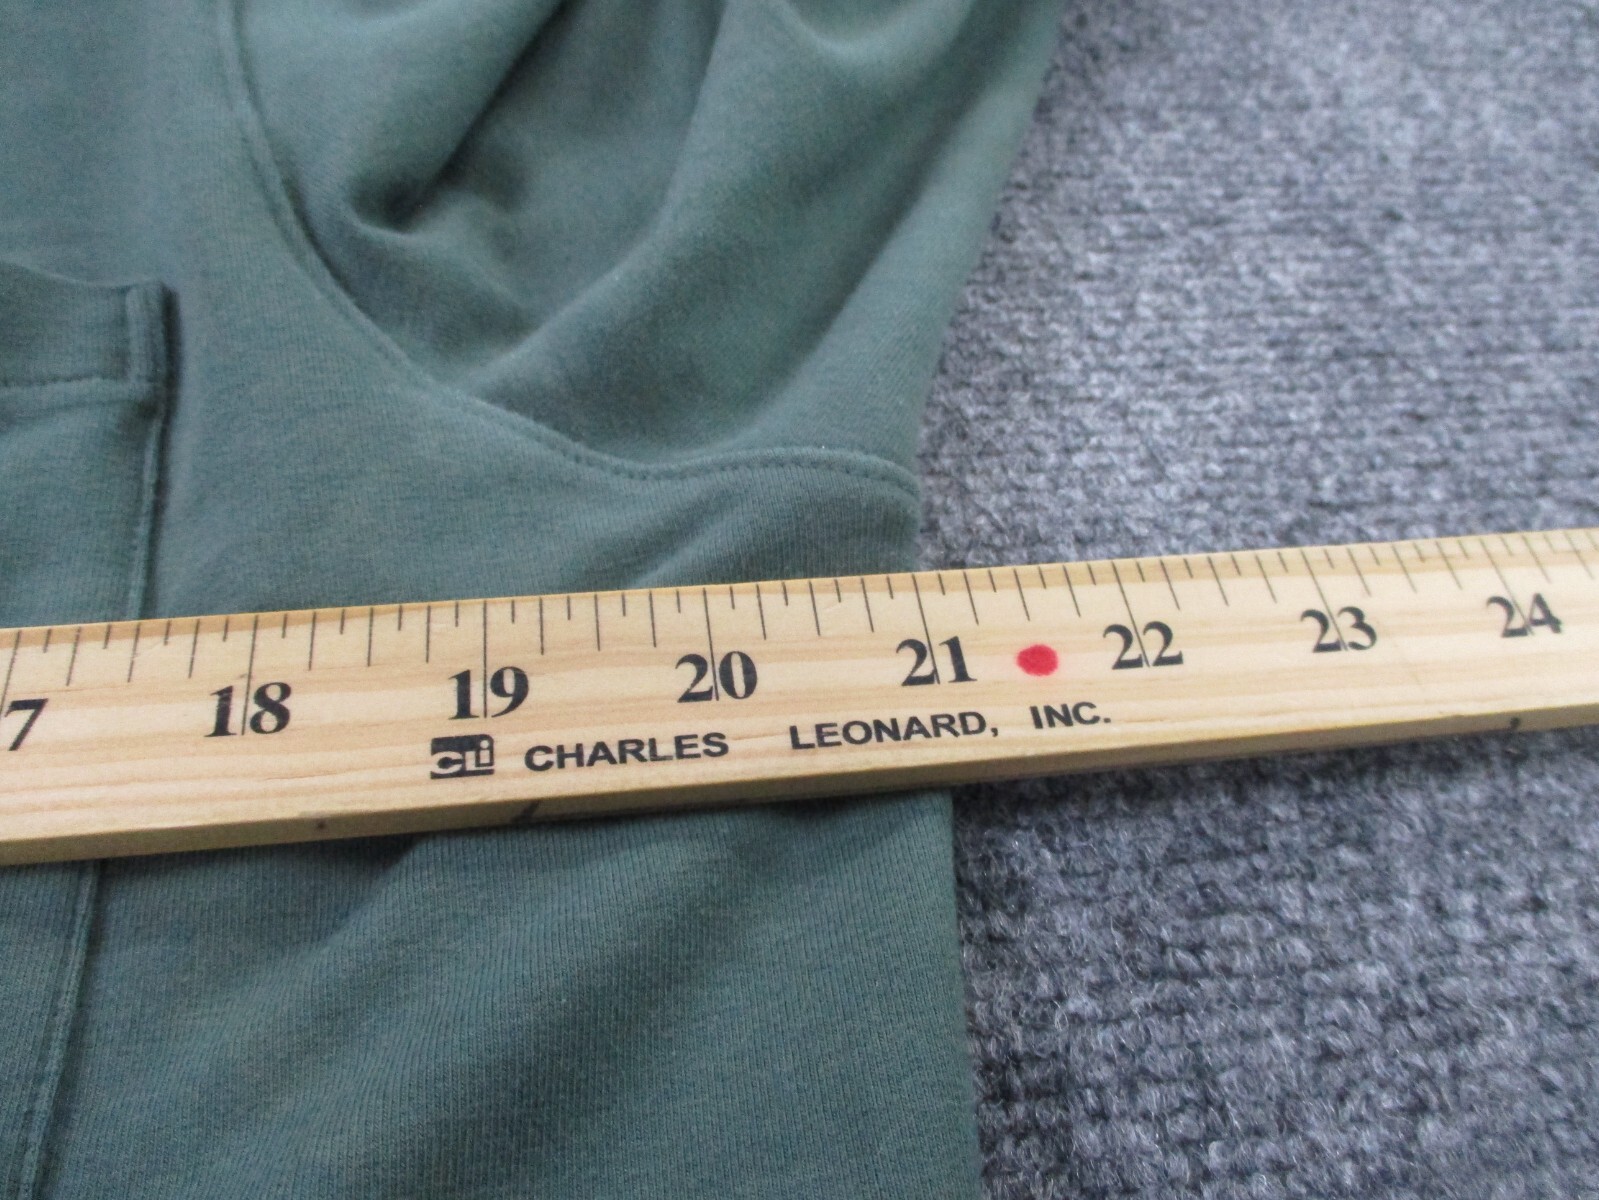 7 18 19 20 21 22 23 24
CLi CHARLES LEONARD, INC.